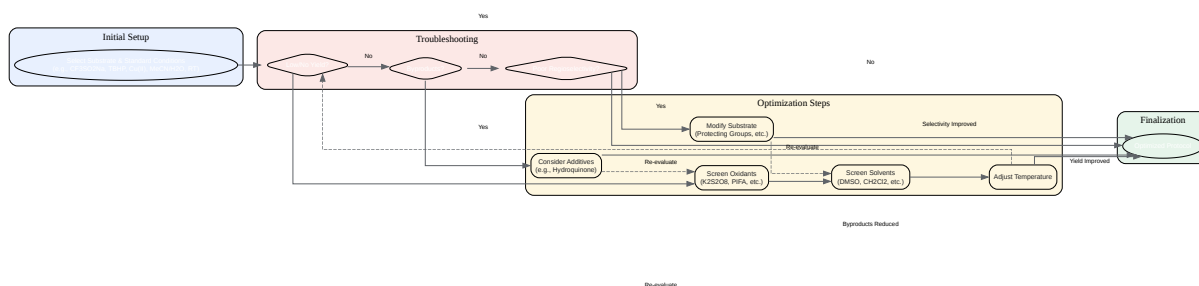 Yes
Initial Setup
Troubleshooting
No
No
No
Optimization Steps
Yes
Finalization
Modify Substrate
(Protecting Groups, etc.)
Selectivity Improved
Yes
Re-evaluate
Consider Additives
(e.g., Hydroquinone)
Re-evaluate
Yield Improved
Screen Oxidants
(K2S2O8, PIFA, etc.)
Screen Solvents
(DMSO, CH2Cl2, etc.)
Adjust Temperature
Byproducts Reduced
Re-evaluate